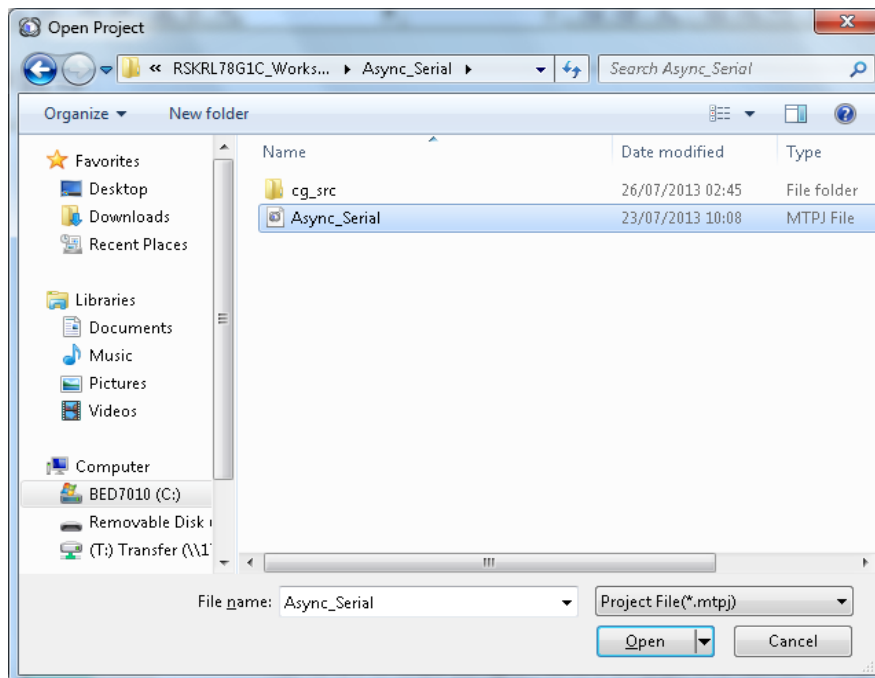 Open Project
« RSKRL78G1C_Works... Async_Serial
Search Async_Serial
Organize New folder
Name Date modified Type
Favorites
Desktop
Downloads
Recent Places
Libraries
Documents
Music
Pictures
Videos
Computer
BED7010 (C:)
Removable Disk
(T:) Transfer (\\1
cg_src 26/07/2013 02:45 File folder
Async_Serial 23/07/2013 10:08 MTPJ File
File name: Async_Serial Project File(*.mtpj)
Open Cancel